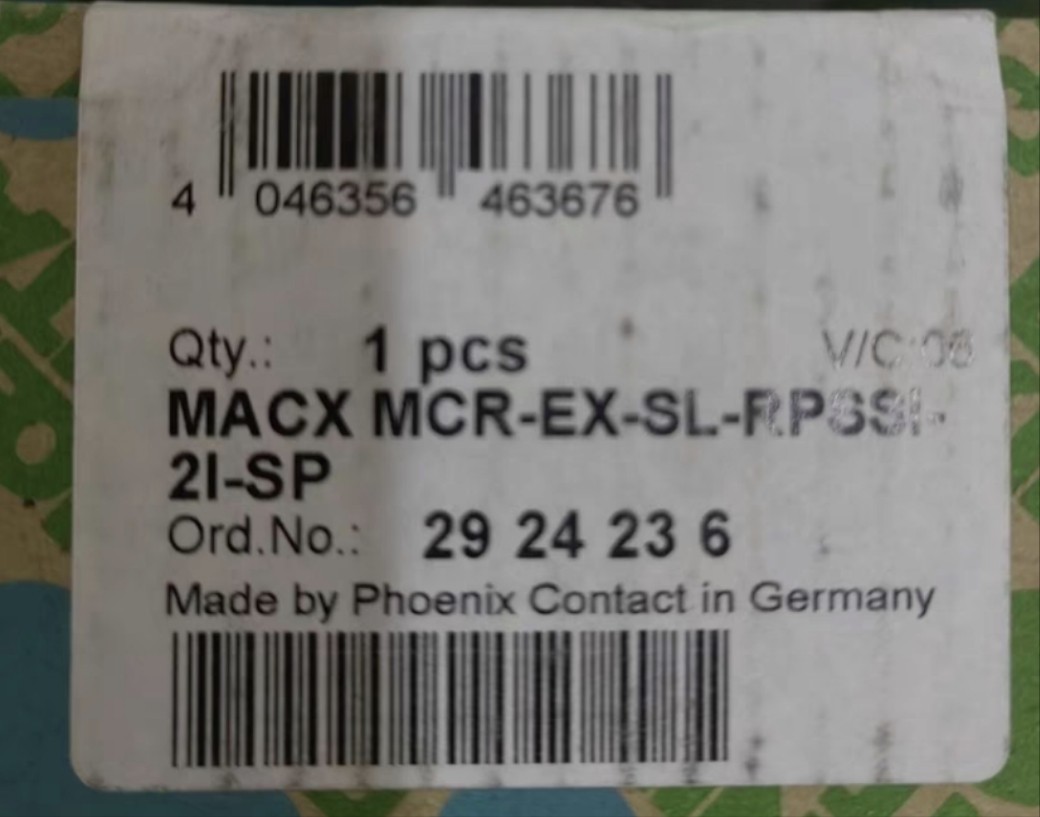 4 046356 463676
Qty.: 1 pcs V/C:08
MACX MCR-EX-SL-RPSSI-
2I-SP
Ord.No.: 29 24 23 6
Made by Phoenix Contact in Germany